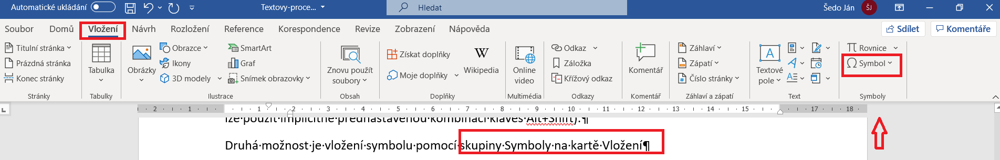 Automatické ukládání Textovy-proce... Hledat Šedo Ján ŠJ
Soubor Domů Vložení Návrh Rozložení Reference Korespondence Revize Zobrazení Nápověda Sdílet Komentáře
Titulní stránka
Prázdná stránka
Konec stránky
Stránky
Tabulka
Tabulky
Obrázky
Obrazce
Ikony
3D modely
SmartArt
Graf
Snímek obrazovky
Ilustrace
Znovu použít
soubory
Obsah
Získat doplňky
Moje doplňky
W
Wikipedia
Doplňky
Online
video
Multimédia
Odkaz
Záložka
Křížový odkaz
Odkazy
Komentář
Komentář
Záhlaví
Zápatí
Číslo stránky
Záhlaví a zápatí
A
Textové
pole
Text
π Rovnice
Ω Symbol
Symboly
2 1 1 2 3 4 5 6 7 8 9 10 11 12 13 14 15 17 18
lze·použít·implicitně·přednastavenou·kombinaci·kláves·Alt+Shift).¶
Druhá·možnost·je·vložení·symbolu·pomocí·skupiny·Symboly·na·kartě·Vložení¶